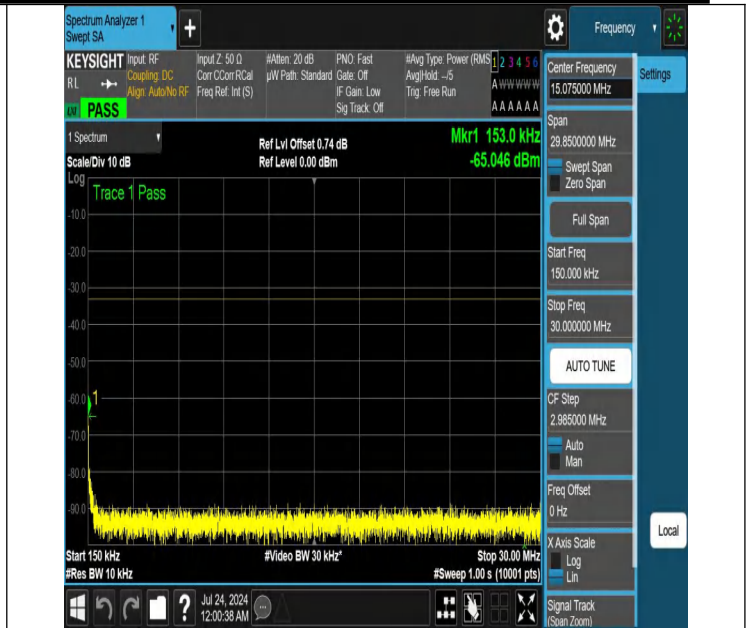 Spectrum Analyzer 1
Swept SA
+
Frequency
KEYSIGHT
RL
PASS
Input: RF
Coupling: DC
Align: Auto/No RF
Input Z: 50 Ω
Corr CCorr RCal
Freq Ref: Int (S)
#Atten: 20 dB
µW Path: Standard
PNO: Fast
Gate: Off
IF Gain: Low
Sig Track: Off
#Avg Type: Power (RMS
Avg|Hold: --/5
Trig: Free Run
1 2 3 4 5 6
A W W W W W
A A A A A A
1 Spectrum
Scale/Div 10 dB
Ref Lvl Offset 0.74 dB
Ref Level 0.00 dBm
Mkr1 153.0 kHz
-65.046 dBm
Log
Trace 1 Pass
-10.0
-20.0
-30.0
-40.0
-50.0
-60.0
-70.0
-80.0
-90.0
1
Start 150 kHz
#Res BW 10 kHz
#Video BW 30 kHz*
Stop 30.00 MHz
#Sweep 1.00 s (10001 pts)
Center Frequency
15.075000 MHz
Span
29.8500000 MHz
Swept Span
Zero Span
Full Span
Start Freq
150.000 kHz
Stop Freq
30.000000 MHz
AUTO TUNE
CF Step
2.985000 MHz
Auto
Man
Freq Offset
0 Hz
X Axis Scale
Log
Lin
Signal Track
(Span Zoom)
Settings
Local
?
Jul 24, 2024
12:00:38 AM